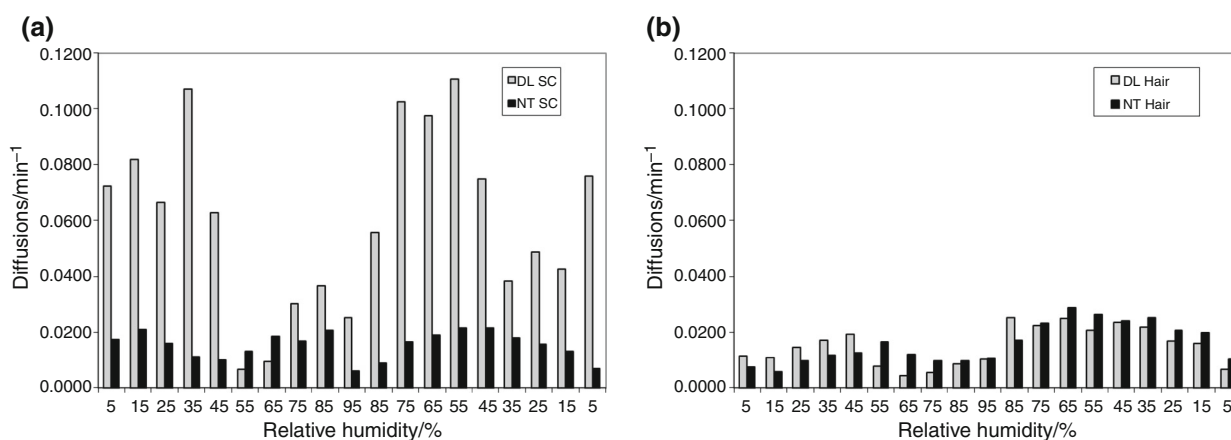 (a)
0.1200
0.1000
0.0800
0.0600
0.0400
0.0200
0.0000
Diffusions/min⁻¹
DL SC
NT SC
5 15 25 35 45 55 65 75 85 95 85 75 65 55 45 35 25 15 5
Relative humidity/%
(b)
0.1200
0.1000
0.0800
0.0600
0.0400
0.0200
0.0000
Diffusions/min⁻¹
DL Hair
NT Hair
5 15 25 35 45 55 65 75 85 95 85 75 65 55 45 35 25 15 5
Relative humidity/%